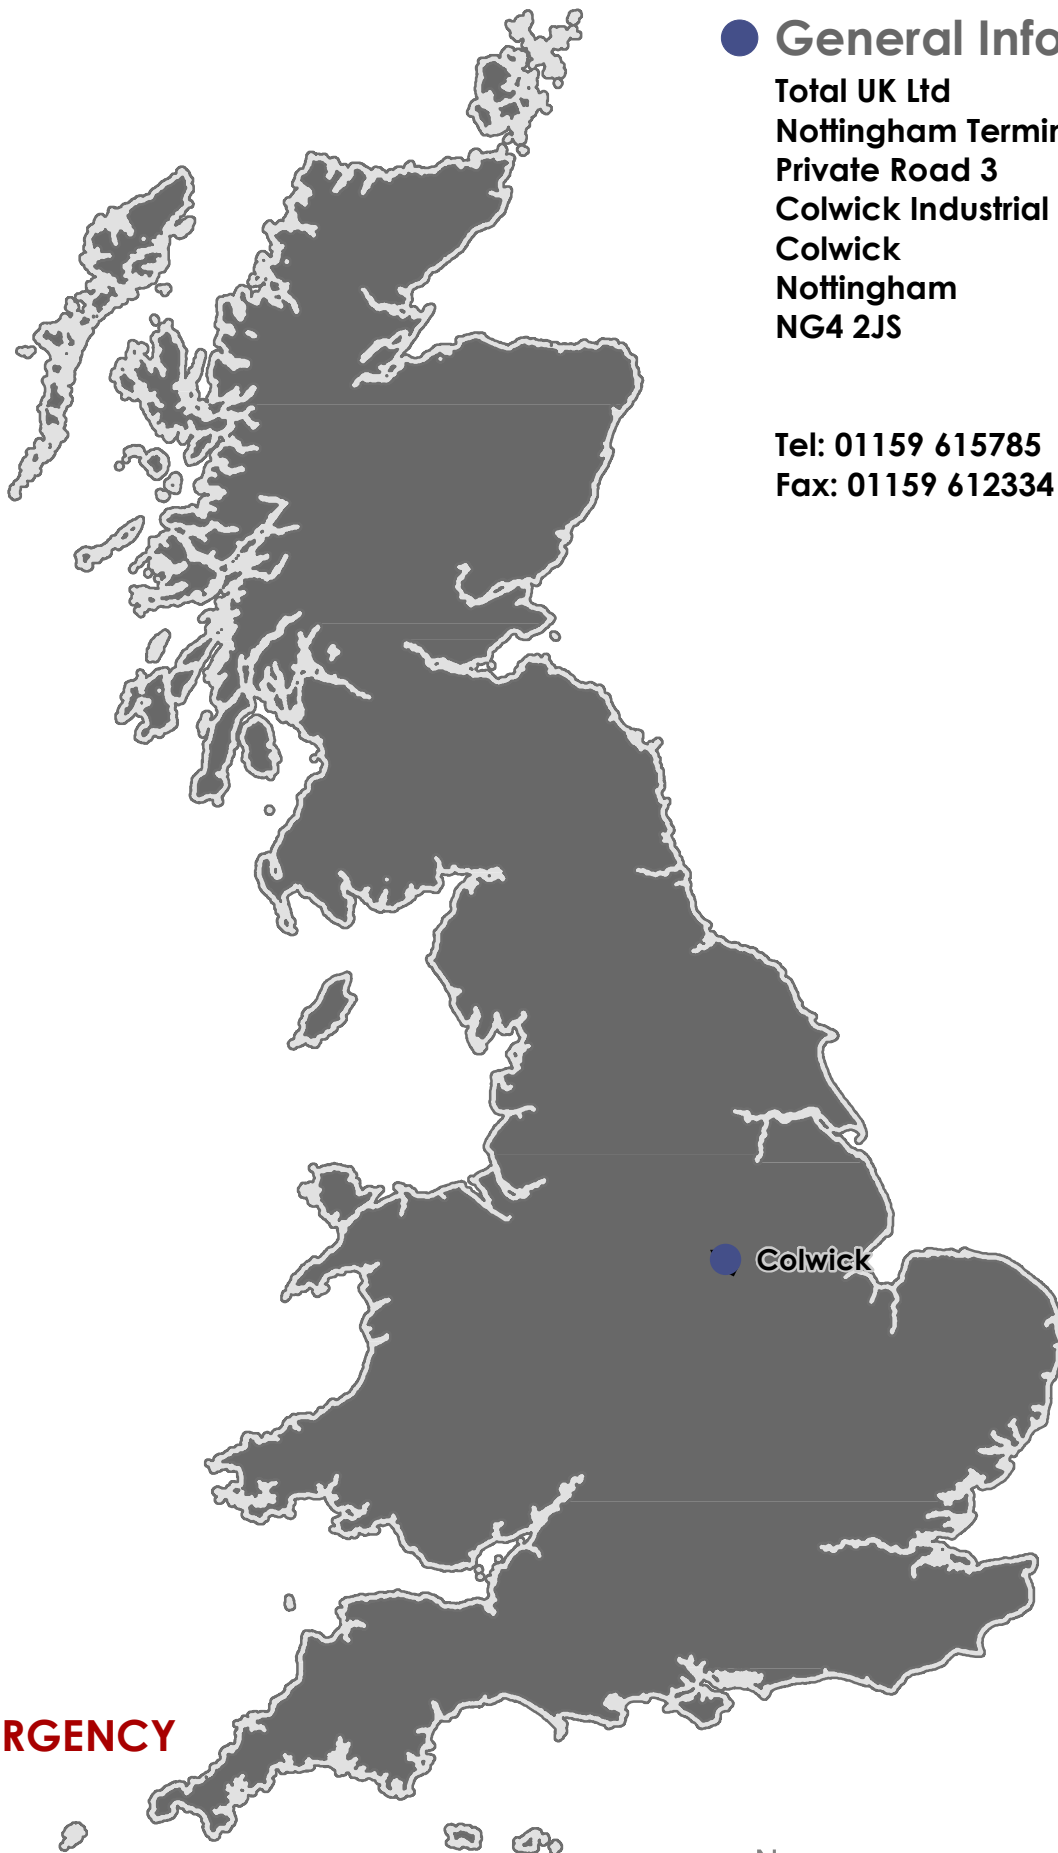 General Info
Total UK Ltd
Nottingham Termin
Private Road 3
Colwick Industrial
Colwick
Nottingham
NG4 2JS
Tel: 01159 615785
Fax: 01159 612334
Colwick
RGENCY